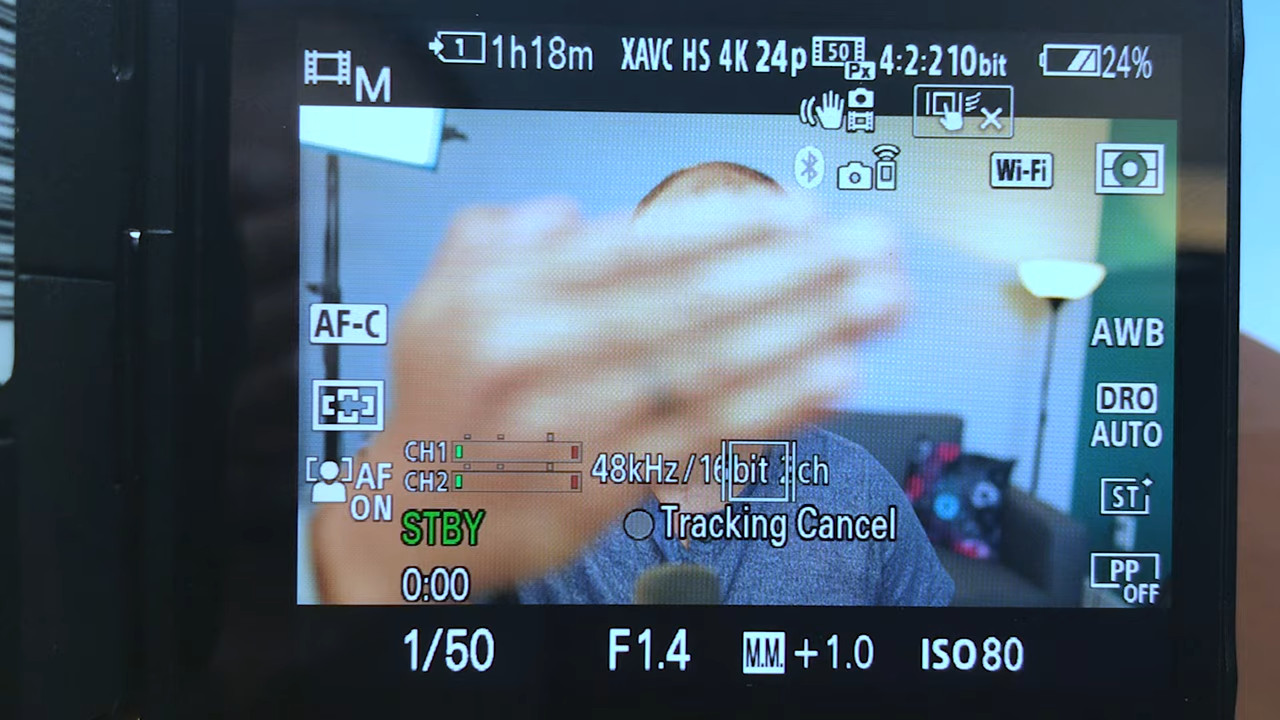 M 1 1h18m XAVC HS 4K 24p 50 Px 4:2:2 10bit 24%
Wi-Fi
AF-C
AWB
DRO
AUTO
CH1
CH2
48kHz/16bit 2ch
AF
ON
ST
STBY
Tracking Cancel
0:00
PP
OFF
1/50 F1.4 M.M. +1.0 ISO80